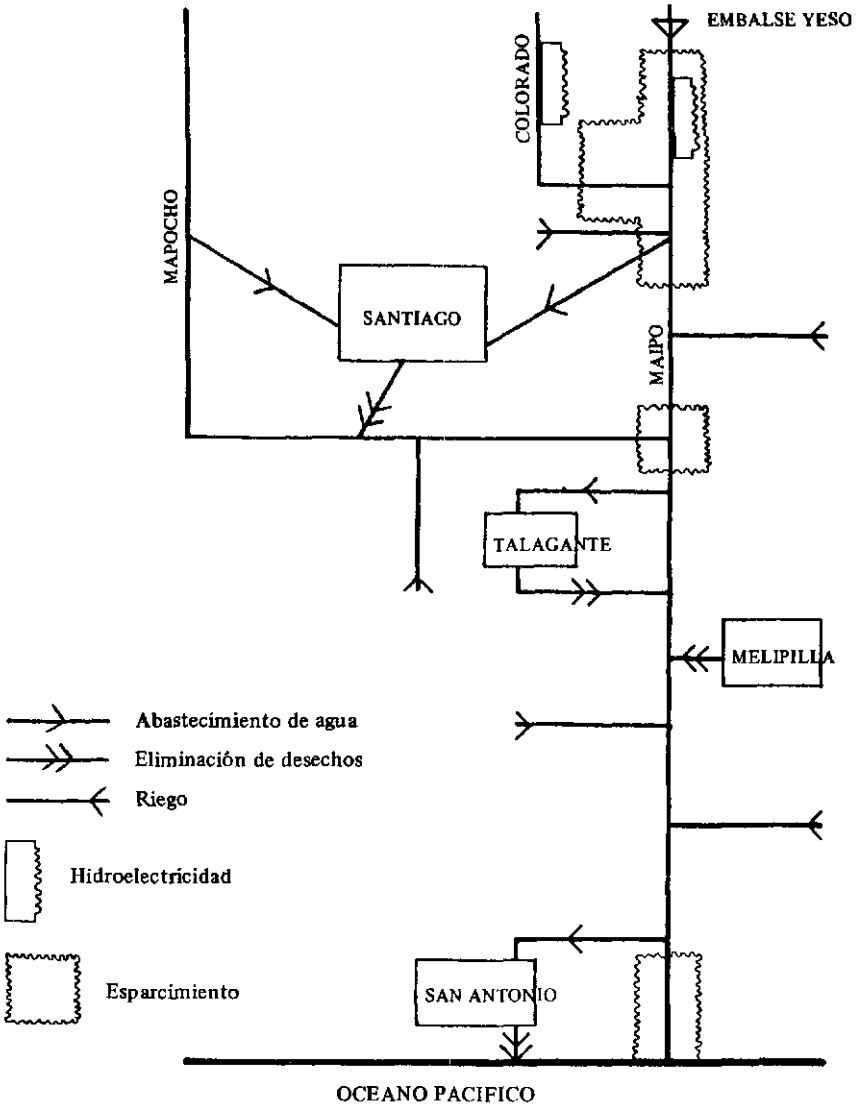 EMBALSE YESO
COLORADO
MAPOCHO
SANTIAGO
MAIPO
TALAGANTE
MELIPILLA
Abastecimiento de agua
Eliminación de desechos
Riego
Hidroelectricidad
Esparcimiento
SAN ANTONIO
OCEANO PACIFICO